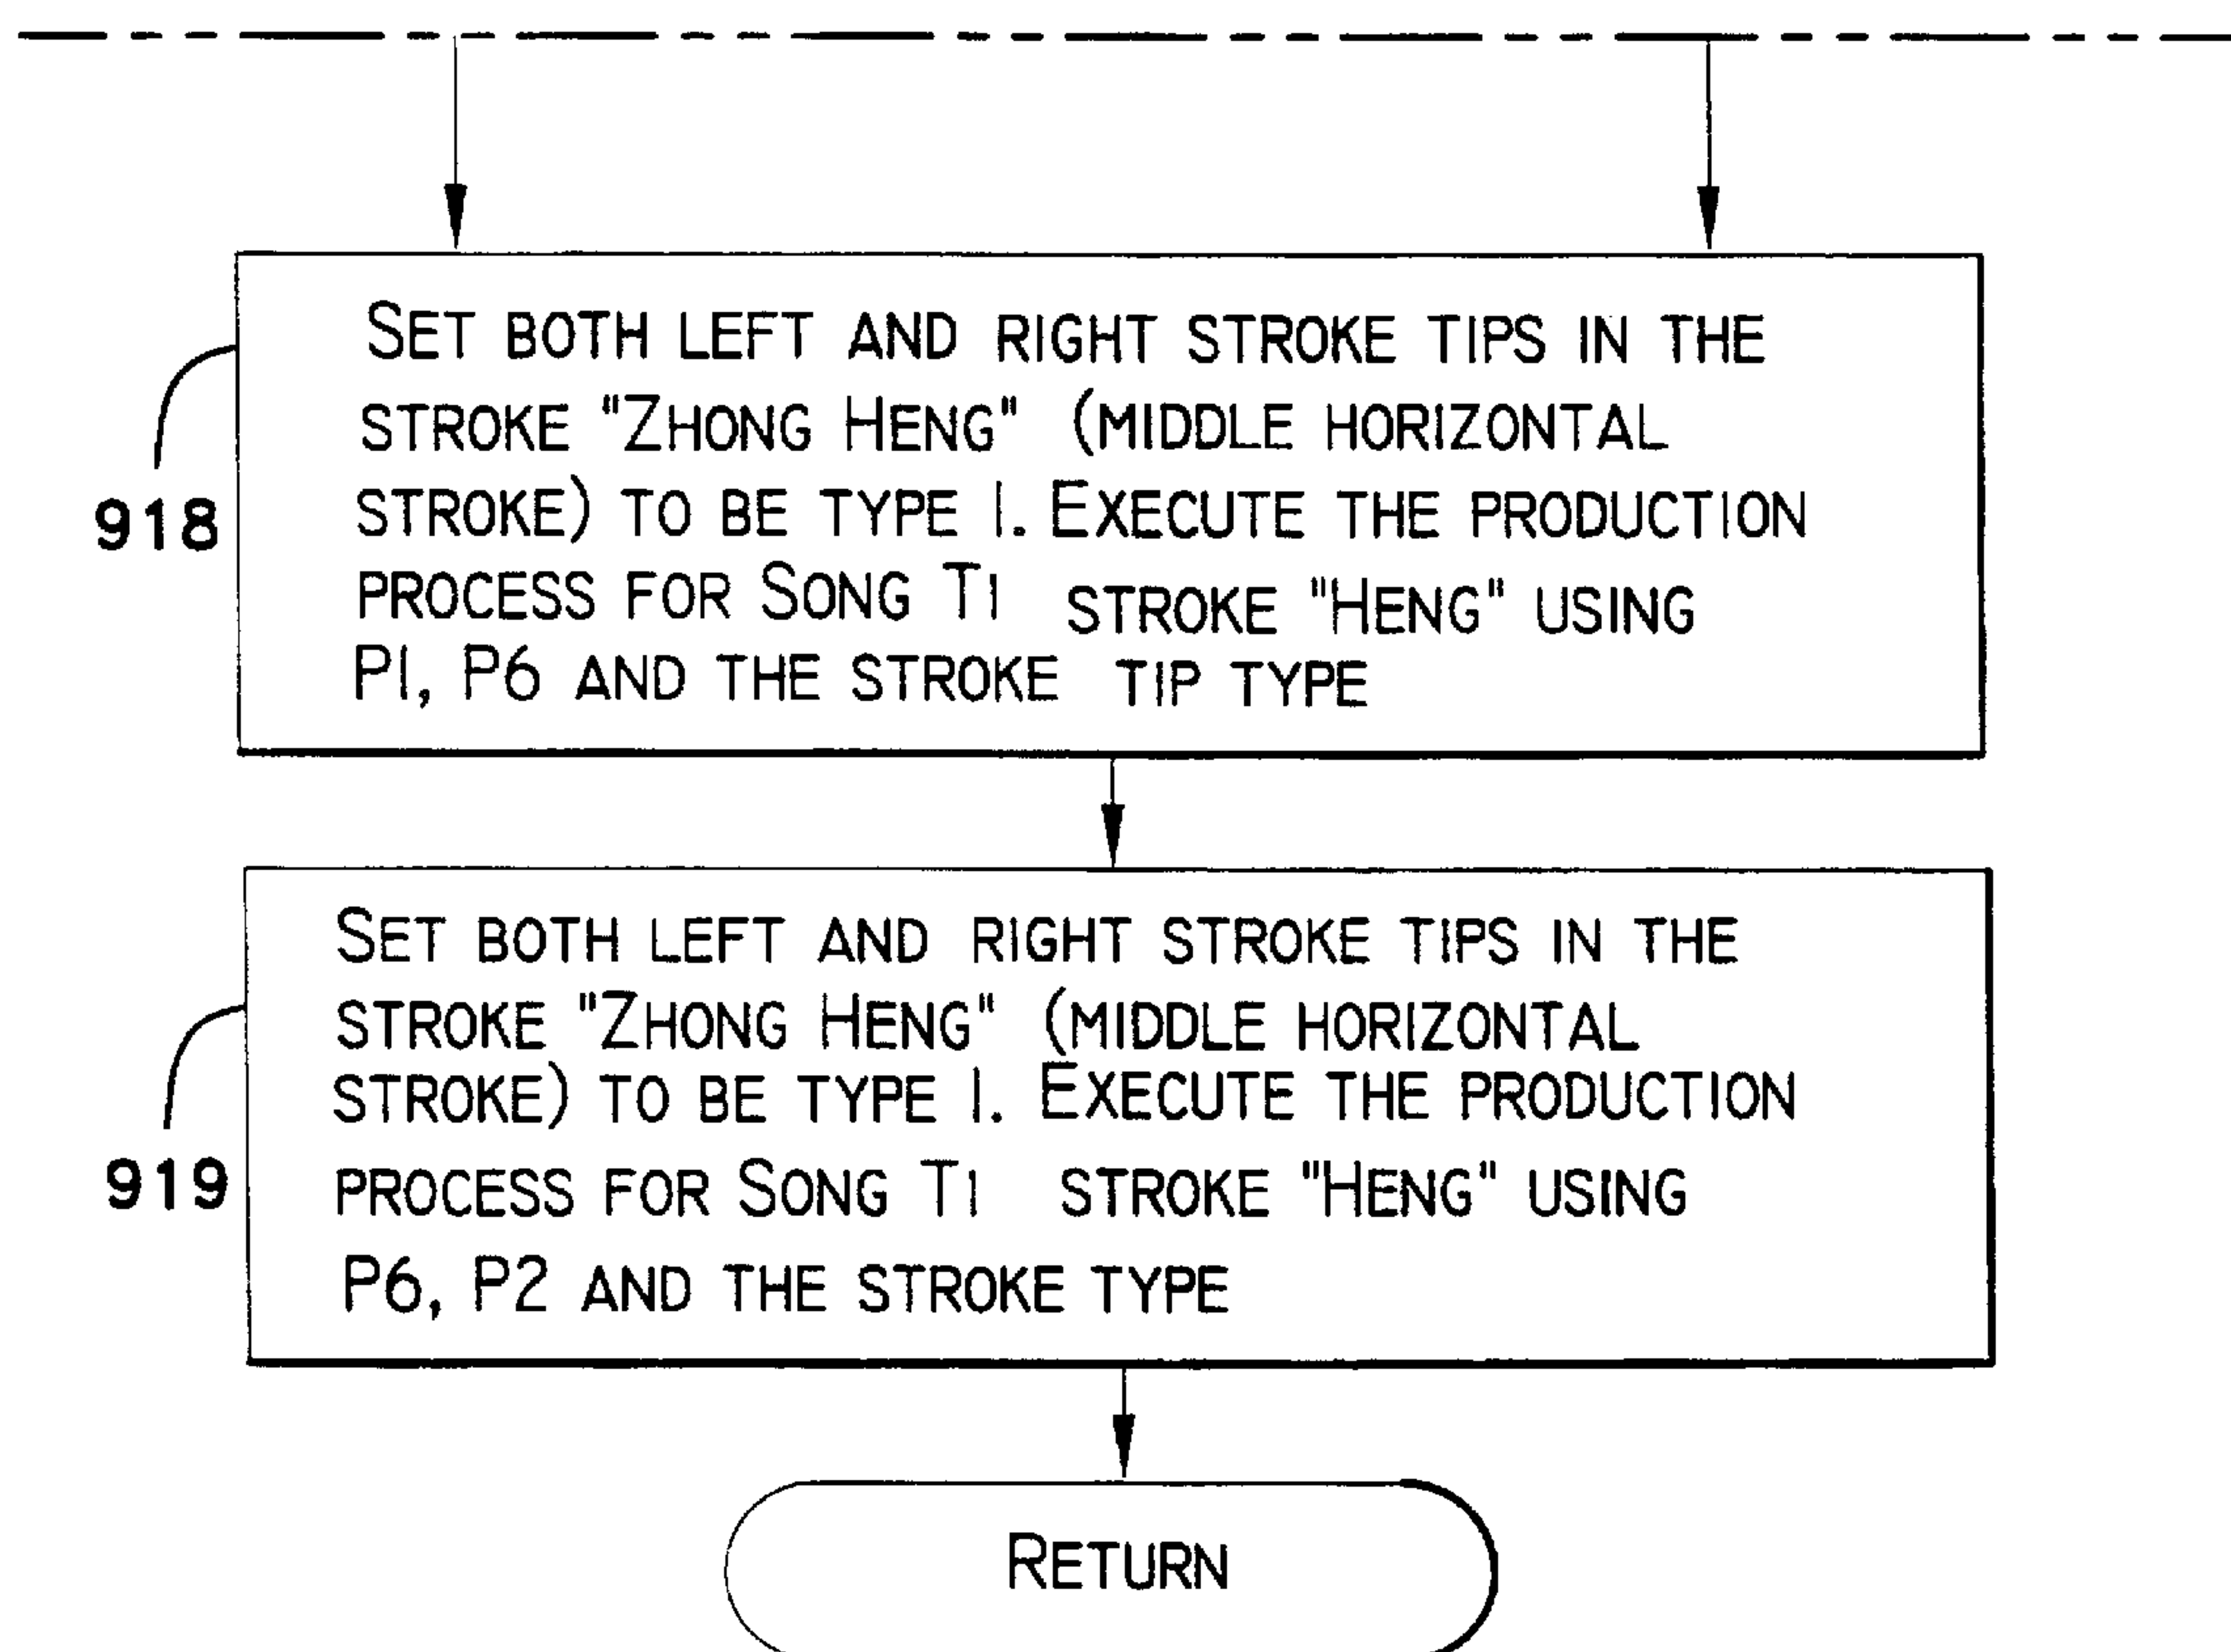 SET BOTH LEFT AND RIGHT STROKE TIPS IN THE
STROKE "ZHONG HENG" (MIDDLE HORIZONTAL
STROKE) TO BE TYPE 1. EXECUTE THE PRODUCTION
PROCESS FOR SONG TI STROKE "HENG" USING
P1, P6 AND THE STROKE TIP TYPE
918
SET BOTH LEFT AND RIGHT STROKE TIPS IN THE
STROKE "ZHONG HENG" (MIDDLE HORIZONTAL
STROKE) TO BE TYPE 1. EXECUTE THE PRODUCTION
PROCESS FOR SONG TI STROKE "HENG" USING
P6, P2 AND THE STROKE TYPE
919
RETURN